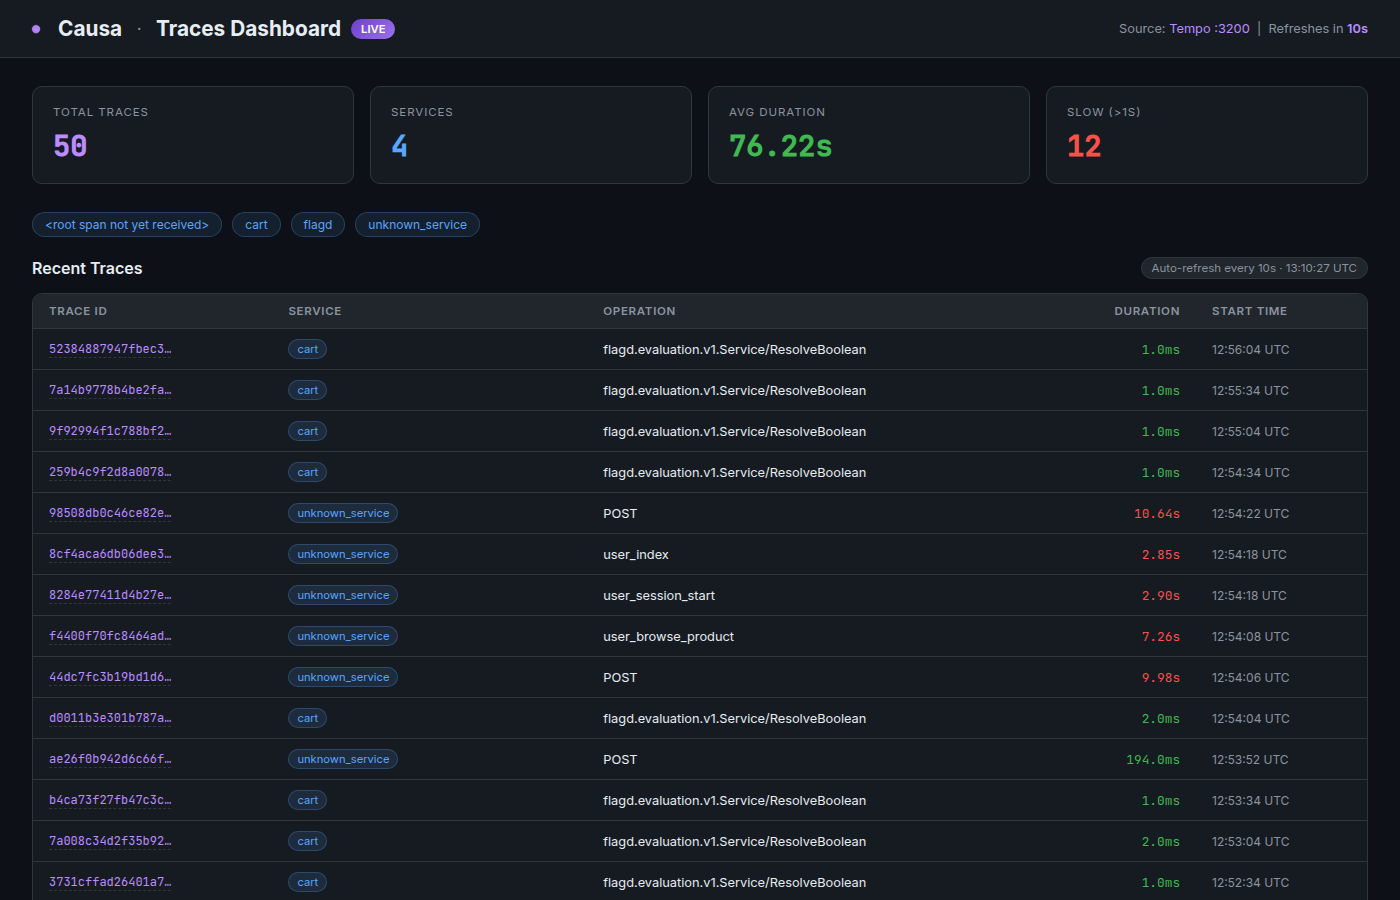 Causa · Traces Dashboard LIVE Source: Tempo :3200 | Refreshes in 10s
TOTAL TRACES SERVICES AVG DURATION SLOW (>1S)
50 4 76.22s 12
<root span not yet received> cart flagd unknown_service
Recent Traces Auto-refresh every 10s · 13:10:27 UTC
TRACE ID SERVICE OPERATION DURATION START TIME
52384887947fbec3… cart flagd.evaluation.v1.Service/ResolveBoolean 1.0ms 12:56:04 UTC
7a14b9778b4be2fa… cart flagd.evaluation.v1.Service/ResolveBoolean 1.0ms 12:55:34 UTC
9f92994f1c788bf2… cart flagd.evaluation.v1.Service/ResolveBoolean 1.0ms 12:55:04 UTC
259b4c9f2d8a0078… cart flagd.evaluation.v1.Service/ResolveBoolean 1.0ms 12:54:34 UTC
98508db0c46ce82e… unknown_service POST 10.64s 12:54:22 UTC
8cf4aca6db06dee3… unknown_service user_index 2.85s 12:54:18 UTC
8284e77411d4b27e… unknown_service user_session_start 2.90s 12:54:18 UTC
f4400f70fc8464ad… unknown_service user_browse_product 7.26s 12:54:08 UTC
44dc7fc3b19bd1d6… unknown_service POST 9.98s 12:54:06 UTC
d0011b3e301b787a… cart flagd.evaluation.v1.Service/ResolveBoolean 2.0ms 12:54:04 UTC
ae26f0b942d6c66f… unknown_service POST 194.0ms 12:53:52 UTC
b4ca73f27fb47c3c… cart flagd.evaluation.v1.Service/ResolveBoolean 1.0ms 12:53:34 UTC
7a008c34d2f35b92… cart flagd.evaluation.v1.Service/ResolveBoolean 2.0ms 12:53:04 UTC
3731cffad26401a7… cart flagd.evaluation.v1.Service/ResolveBoolean 1.0ms 12:52:34 UTC